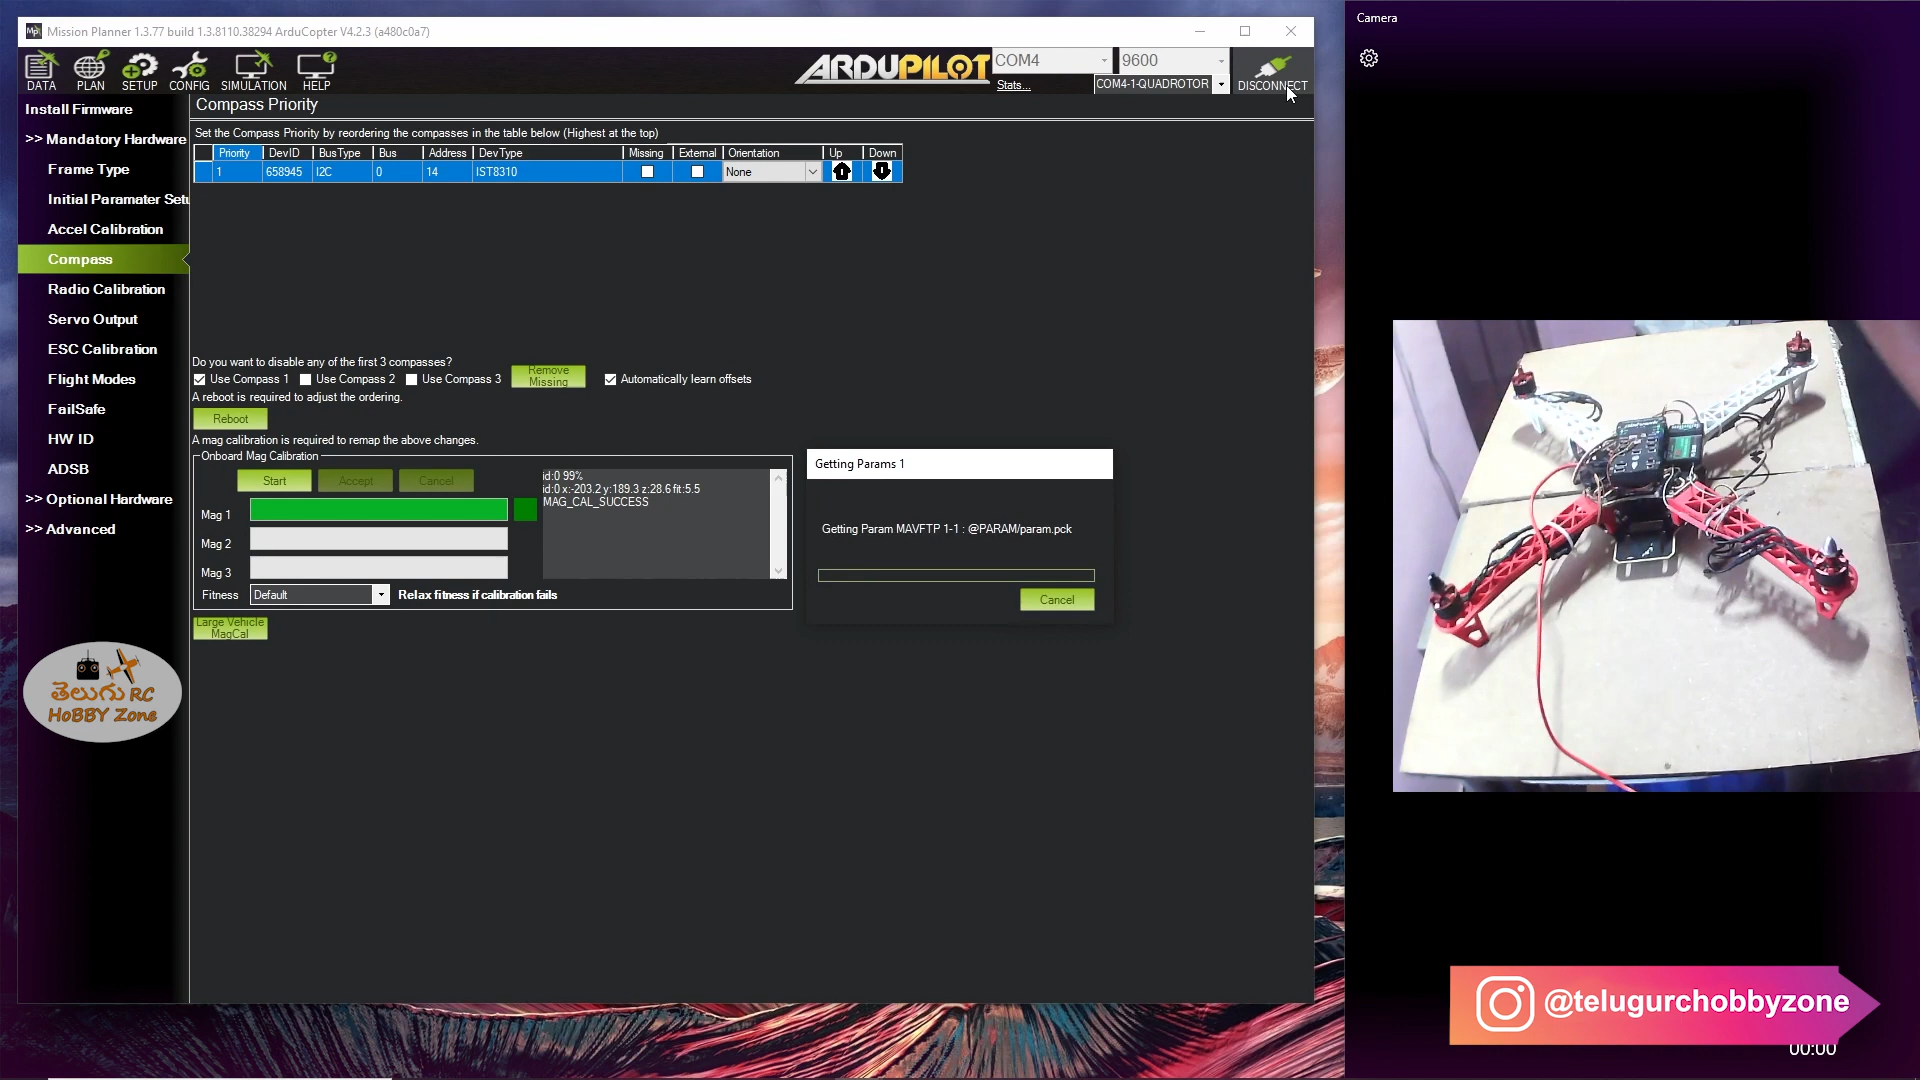 Mission Planner 1.3.77 build 1.3.8110.38294 ArduCopter V4.2.3 (a480c0a7)
DATA PLAN SETUP CONFIG SIMULATION HELP
ARDUPILOT
COM4 9600
Stats... COM4-1-QUADROTOR DISCONNECT
Install Firmware
>> Mandatory Hardware
Frame Type
Initial Paramater Setu
Accel Calibration
Compass
Radio Calibration
Servo Output
ESC Calibration
Flight Modes
FailSafe
HW ID
ADSB
>> Optional Hardware
>> Advanced
తెలుగు RC
HoBBY Zone
Compass Priority
Set the Compass Priority by reordering the compasses in the table below (Highest at the top)
Priority DevID BusType Bus Address DevType Missing External Orientation Up Down
1 658945 I2C 0 14 IST8310 None
Do you want to disable any of the first 3 compasses?
Use Compass 1 Use Compass 2 Use Compass 3 Remove Missing Automatically learn offsets
A reboot is required to adjust the ordering.
Reboot
A mag calibration is required to remap the above changes.
Onboard Mag Calibration
Start Accept Cancel
Mag 1
Mag 2
Mag 3
id:0 99%
id:0 x:-203.2 y:189.3 z:28.6 fit:5.5
MAG_CAL_SUCCESS
Fitness Default Relax fitness if calibration fails
Large Vehicle
MagCal
Getting Params 1
Getting Param MAVFTP 1-1 : @PARAM/param.pck
Cancel
Camera
@telugurchobbyzone
00:00